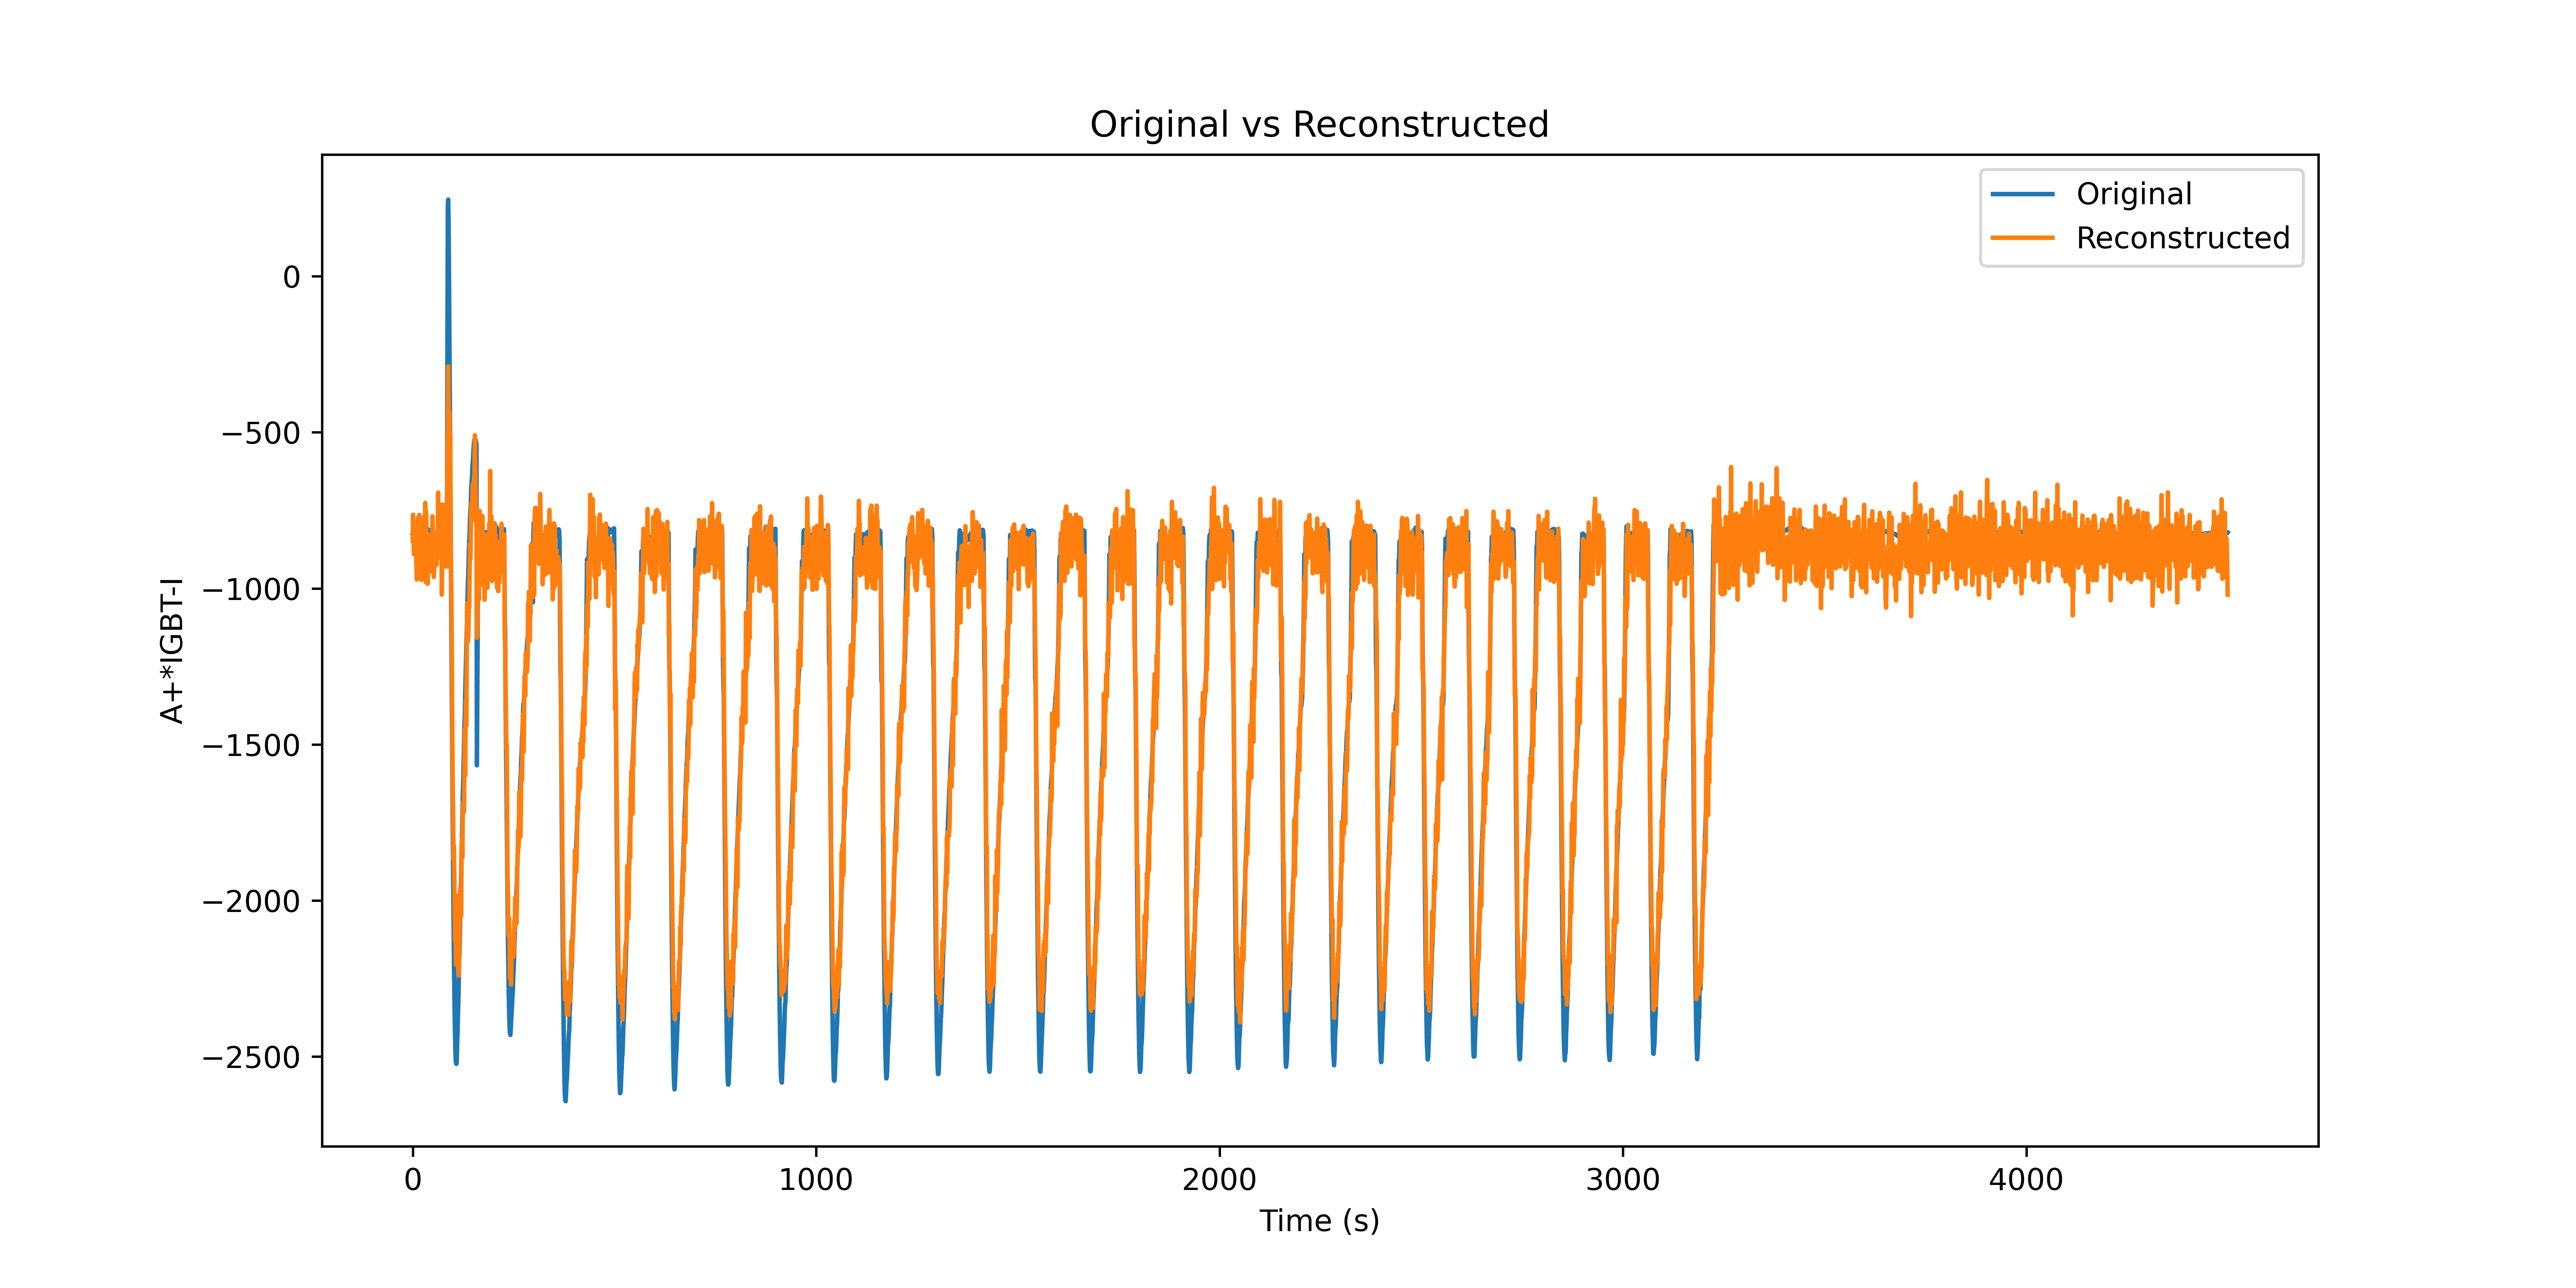 Original vs Reconstructed
Original
Reconstructed
A+*IGBT-I
0
−500
−1000
−1500
−2000
−2500
0 1000 2000 3000 4000
Time (s)